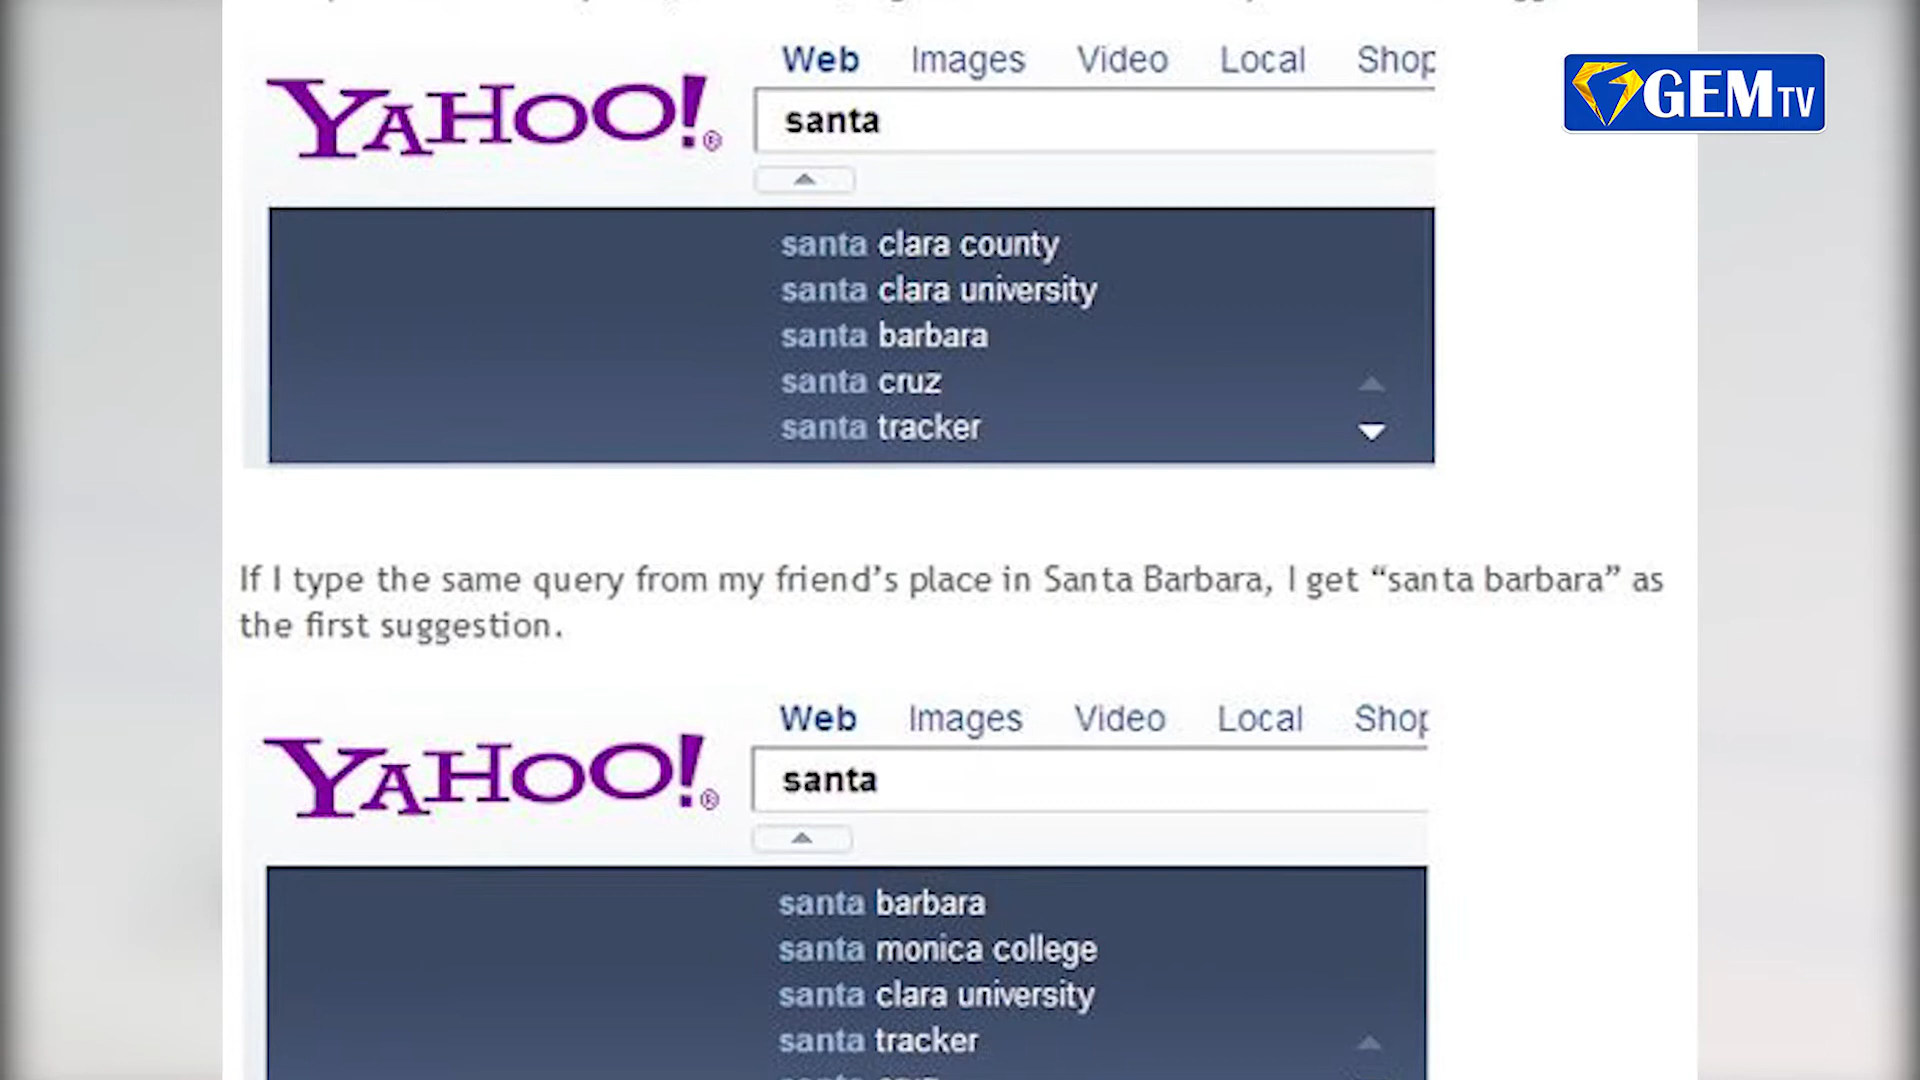 Web Images Video Local Shop
YAHOO!®
santa
GEM TV
santa clara county
santa clara university
santa barbara
santa cruz
santa tracker
If I type the same query from my friend’s place in Santa Barbara, I get “santa barbara” as
the first suggestion.
Web Images Video Local Shop
YAHOO!®
santa
santa barbara
santa monica college
santa clara university
santa tracker